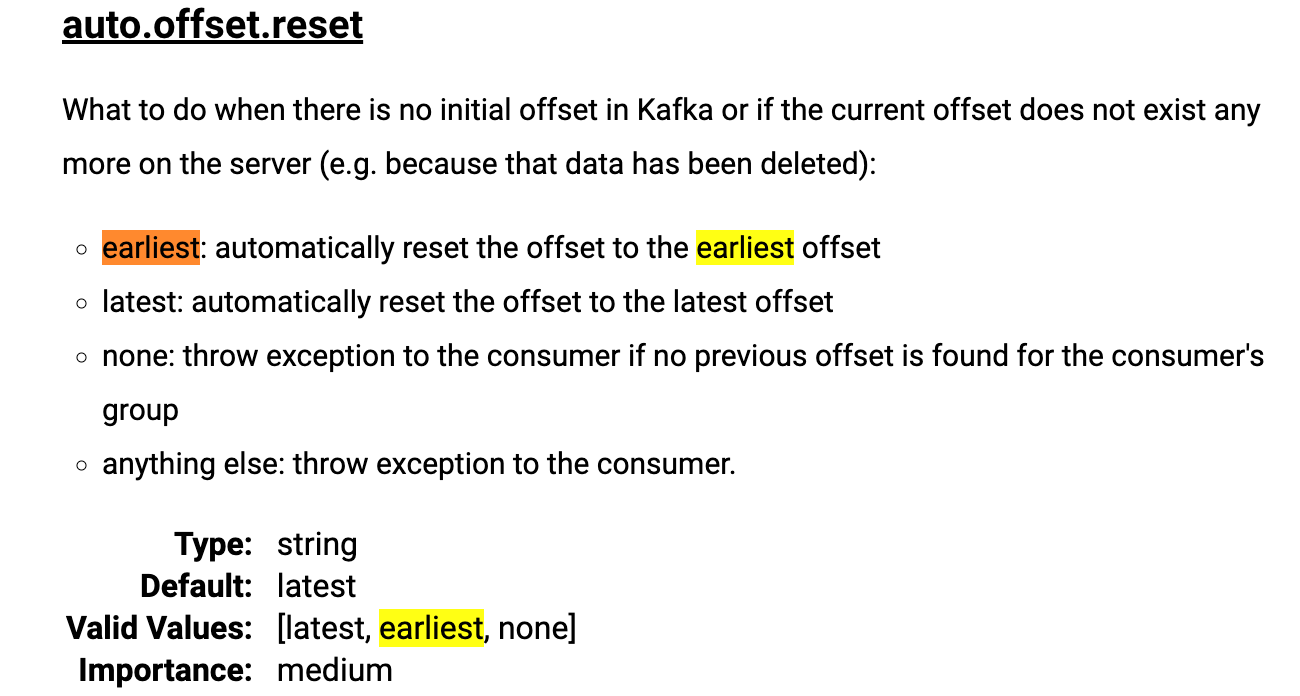 auto.offset.reset
What to do when there is no initial offset in Kafka or if the current offset does not exist any
more on the server (e.g. because that data has been deleted):
earliest: automatically reset the offset to the earliest offset
latest: automatically reset the offset to the latest offset
none: throw exception to the consumer if no previous offset is found for the consumer's
group
anything else: throw exception to the consumer.
Type: string
Default: latest
Valid Values: [latest, earliest, none]
Importance: medium